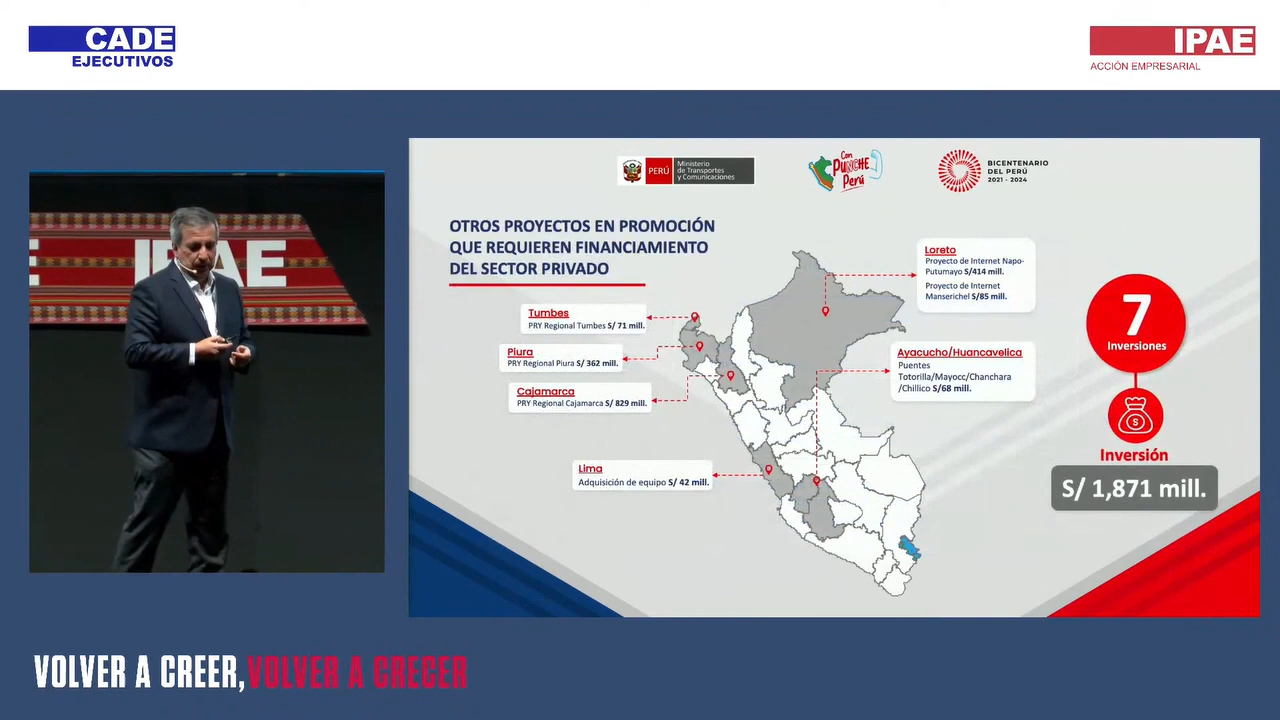 CADE
EJECUTIVOS
IPAE
ACCIÓN EMPRESARIAL
E IPAE
PERÚ
Ministerio
de Transportes
y Comunicaciones
Con
PUNCHE
Perú
BICENTENARIO
DEL PERÚ
2021 - 2024
OTROS PROYECTOS EN PROMOCIÓN
QUE REQUIEREN FINANCIAMIENTO
DEL SECTOR PRIVADO
Loreto
Proyecto de Internet Napo-
Putumayo S/414 mill.
Proyecto de Internet
Manserichel S/85 mill.
Tumbes
PRY Regional Tumbes S/ 71 mill.
Piura
PRY Regional Piura S/ 362 mill.
Cajamarca
PRY Regional Cajamarca S/ 829 mill.
Ayacucho/Huancavelica
Puentes
Totorilla/Mayocc/Chanchara
/Chillico S/68 mill.
Lima
Adquisición de equipo S/ 42 mill.
7
Inversiones
S
Inversión
S/ 1,871 mill.
VOLVER A CREER, VOLVER A CRECER